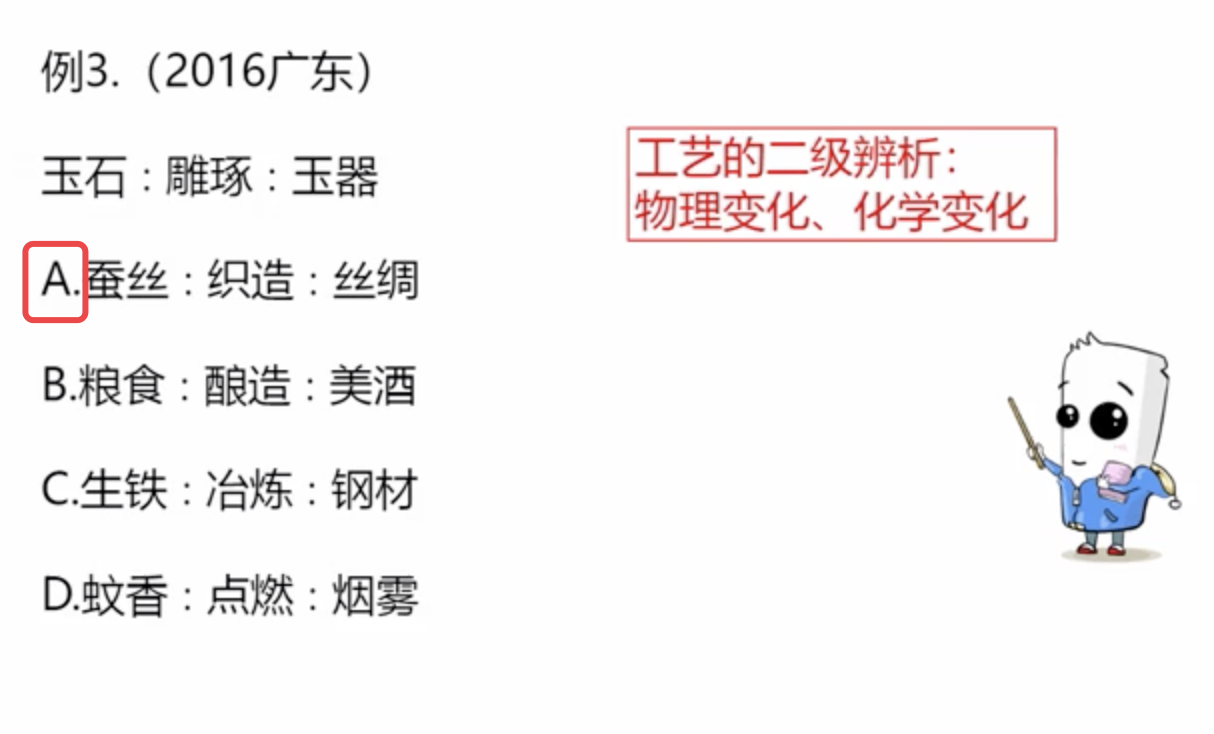 例3.（2016广东）
玉石：雕琢：玉器
工艺的二级辨析：
物理变化、化学变化
A.蚕丝：织造：丝绸
B.粮食：酿造：美酒
C.生铁：冶炼：钢材
D.蚊香：点燃：烟雾